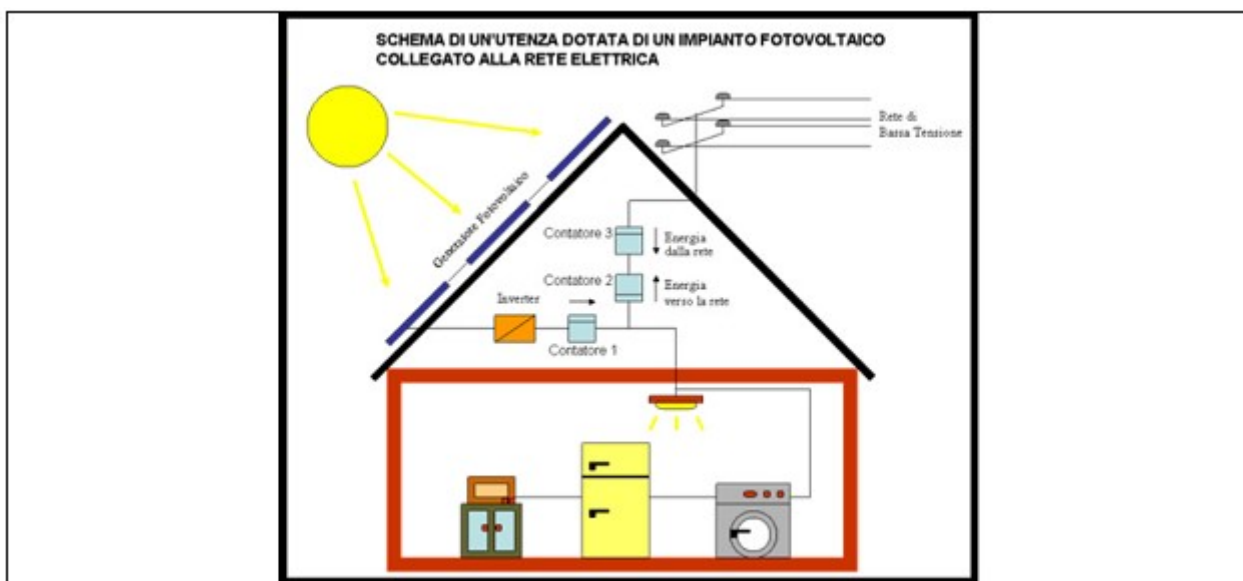 SCHEMA DI UN'UTENZA DOTATA DI UN IMPIANTO FOTOVOLTAICO
COLLEGATO ALLA RETE ELETTRICA
Rete di
Bassa Tensione
Generatore Fotovoltaico
Contatore 3
Energia
dalla rete
Contatore 2
Energia
verso la rete
Inverter
Contatore 1